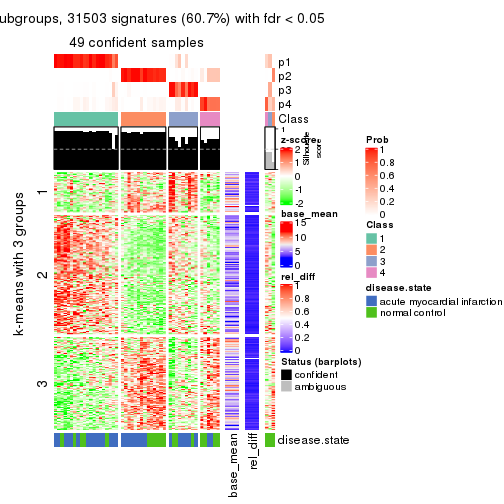 ubgroups, 31503 signatures (60.7%) with fdr < 0.05
49 confident samples
p1
p2
p3
p4
Class
1
Silhouette score
k-means with 3 groups
1
2
3
z-score
2
1
0
-1
-2
base_mean
15
10
5
0
rel_diff
1
0.8
0.6
0.4
0.2
0
Status (barplots)
confident
ambiguous
Prob
1
0.8
0.6
0.4
0.2
0
Class
1
2
3
4
disease.state
acute myocardial infarction
normal control
disease.state
base_mean
rel_diff